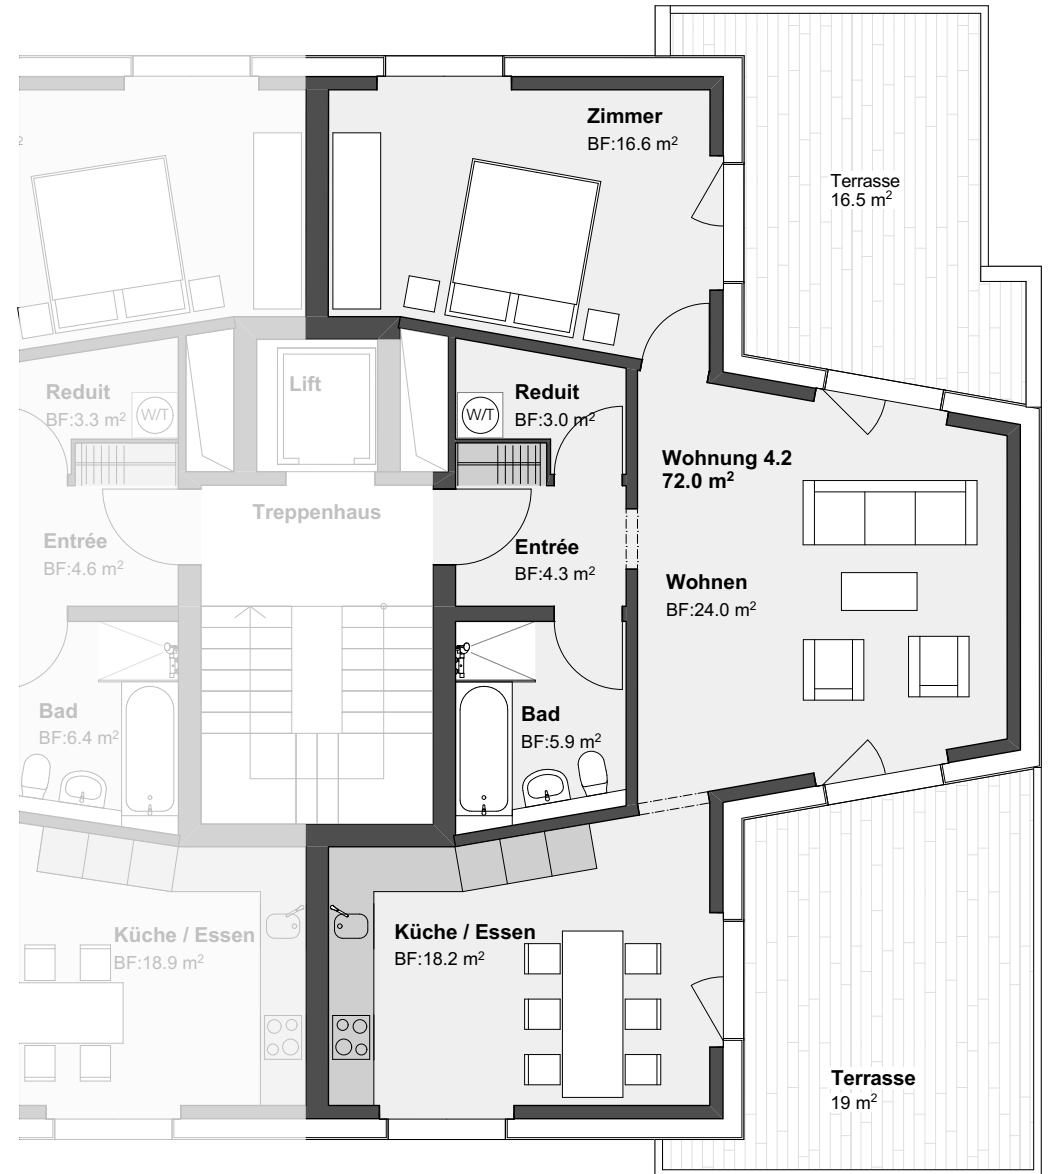 Zimmer
BF:16.6 m²
Terrasse
16.5 m²
Reduit
BF:3.3 m²
W/T
Lift
W/T
Reduit
BF:3.0 m²
Wohnung 4.2
72.0 m²
Treppenhaus
Entrée
BF:4.6 m²
Entrée
BF:4.3 m²
Wohnen
BF:24.0 m²
Bad
BF:6.4 m²
Bad
BF:5.9 m²
Küche / Essen
BF:18.9 m²
Küche / Essen
BF:18.2 m²
Terrasse
19 m²